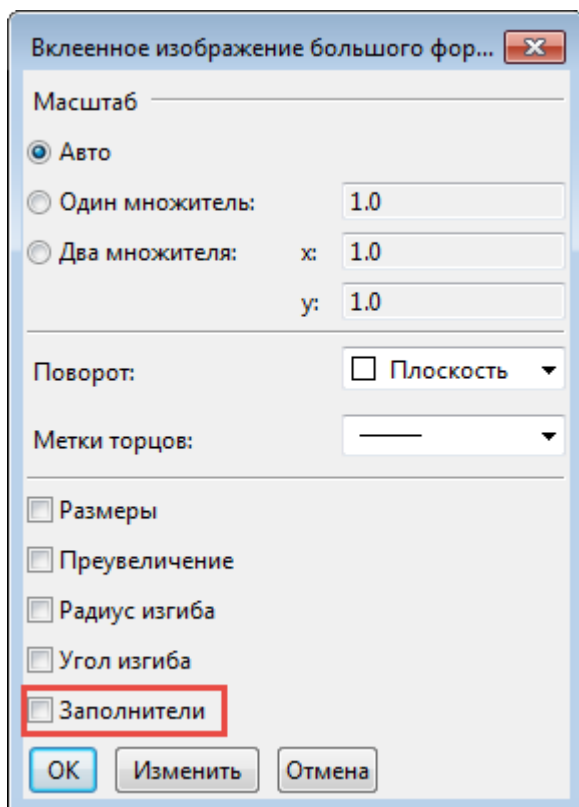 Вклеенное изображение большого фор...
Масштаб
Авто
Один множитель: 1.0
Два множителя: x: 1.0
y: 1.0
Поворот: Плоскость
Метки торцов:
Размеры
Преувеличение
Радиус изгиба
Угол изгиба
Заполнители
OK Изменить Отмена